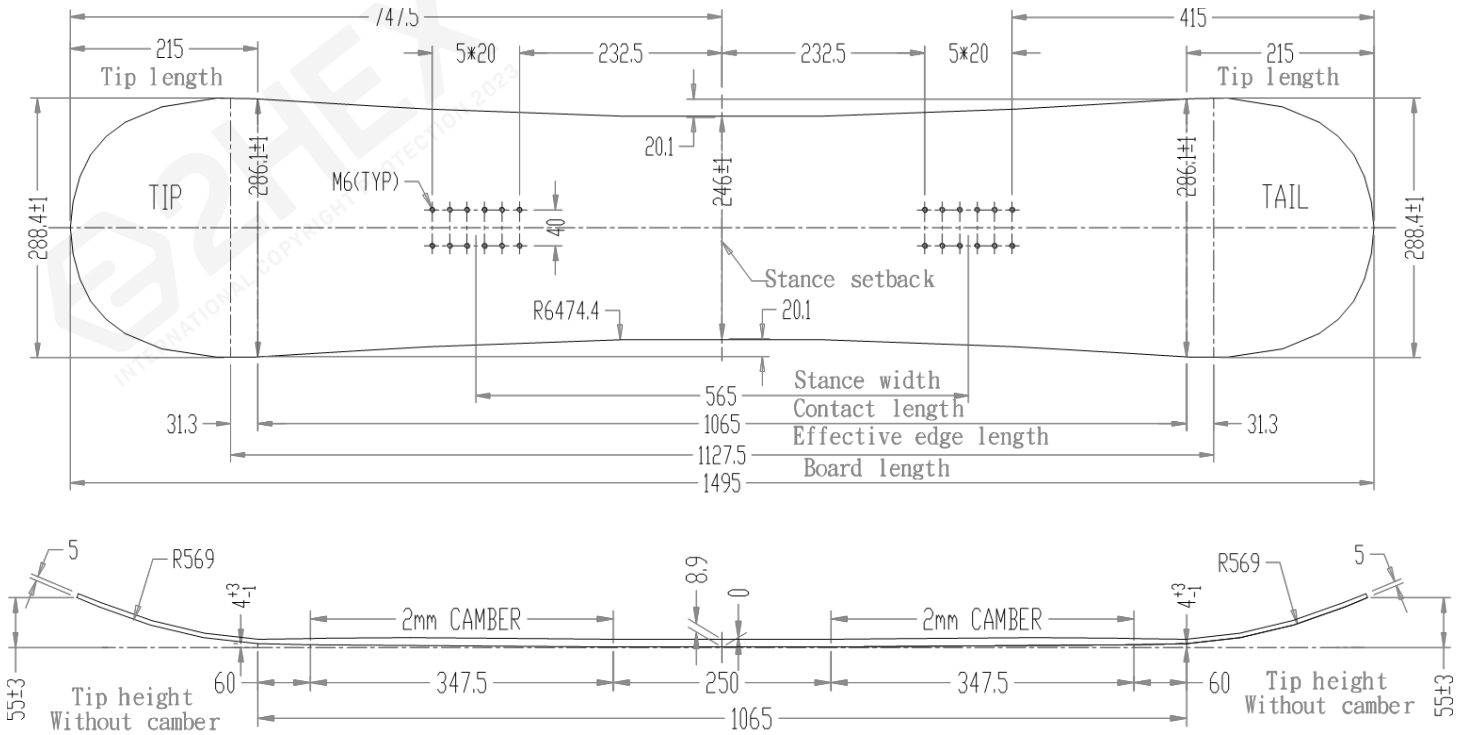 747.5
415
215
5*20
232.5
232.5
5*20
215
Tip length
Tip length
20.1
286.1±1
246±1
286.1±1
M6(TYP)
TIP
TAIL
40
288.4±1
288.4±1
Stance setback
R6474.4
20.1
Stance width
565
Contact length
31.3
1065
31.3
Effective edge length
1127.5
Board length
1495
2HEX
INTERNATIONAL COPYRIGHT PROTECTION 2023
5
R569
4+3-1
8.9
0
R569
5
4+3-1
2mm CAMBER
2mm CAMBER
55±3
60
347.5
250
347.5
60
55±3
Tip height
Without camber
Tip height
Without camber
1065